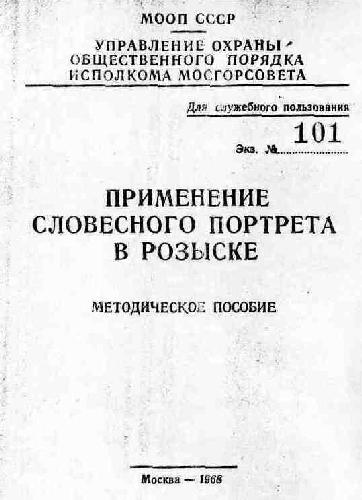 МООП СССР
УПРАВЛЕНИЕ ОХРАНЫ
ОБЩЕСТВЕННОГО ПОРЯДКА
ИСПОЛКОМА МОСГОРСОВЕТА
Для служебного пользования
Экз. № 101
ПРИМЕНЕНИЕ
СЛОВЕСНОГО ПОРТРЕТА
В РОЗЫСКЕ
МЕТОДИЧЕСКОЕ ПОСОБИЕ
Москва — 1968